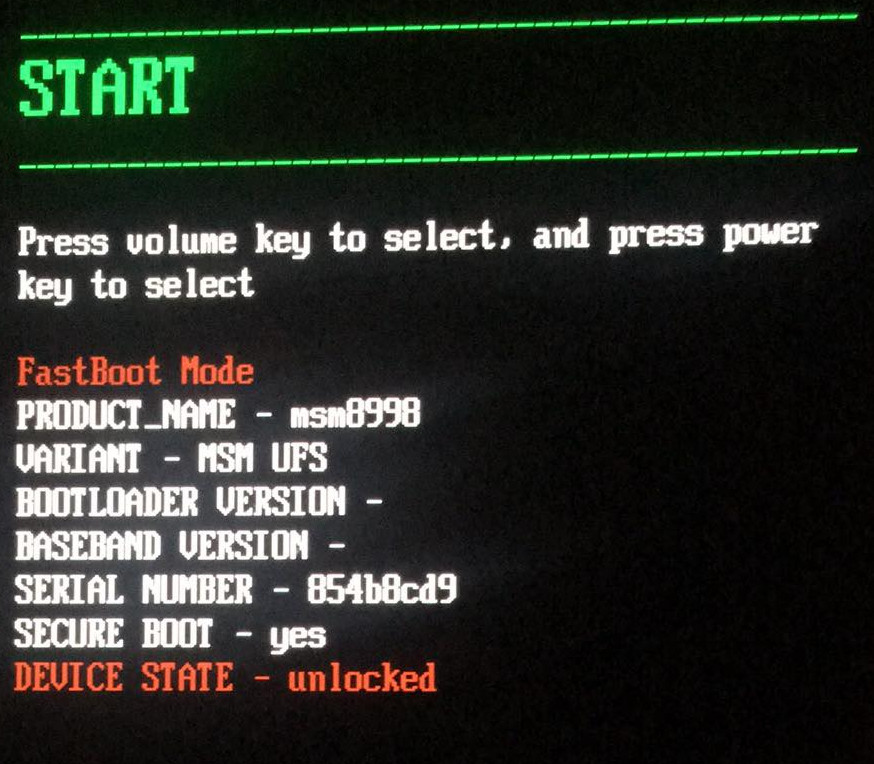 START
Press volume key to select, and press power
key to select
FastBoot Mode
PRODUCT_NAME - msm8998
VARIANT - MSM UFS
BOOTLOADER VERSION -
BASEBAND VERSION -
SERIAL NUMBER - 854b8cd9
SECURE BOOT - yes
DEVICE STATE - unlocked